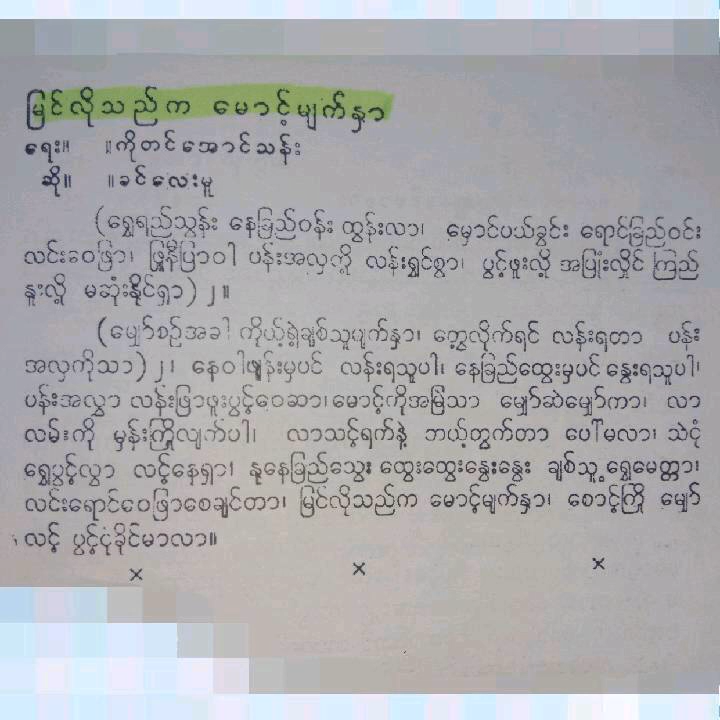 မြင်လိုသည်က မောင့်မျက်နှာ
ရေး။ ။ကိုတင်အောင်သန်း
ဆို။ ။ခင်လေးမူ
(ရွှေရည်သွန်း နေခြည်ဝန်း ထွန်းလာ၊ မှောင်ပယ်ခွင်း ရောင်ခြည်ဝင်း
လင်းဝေဖြာ၊ ဖြူနီပြာဝါ ပန်းအလှကို လန်းရွှင်စွာ၊ ပွင့်ဖူးလို့ အပြုံးလှိုင် ကြည်
နူးလို့ မဆုံးနိုင်ရှာ) ၂။
(မျှော်စဉ်အခါ ကိုယ့်ရဲ့ချစ်သူမျက်နှာ၊ တွေ့လိုက်ရင် လန်းရတာ ပန်း
အလှကိုသာ) ၂၊ နေဝါဖျန်းမှပင် လန်းရသူပါ၊ နေခြည်ထွေးမှပင် နွေးရသူပါ၊
ပန်းအလွှာ လန်းဖြာဖူးပွင့်ဝေဆာ၊ မောင့်ကိုအမြဲသာ မျှော်ဆဲမျှော်ကာ၊ လာ
လမ်းကို မှန်းကြိုလျက်ပါ၊ လာသင့်ရက်နဲ့ ဘယ့်တွက်တာ ပေါ်မလာ၊ သဲငုံ
ရွှေပွင့်လွှာ လင့်နေရှာ၊ နုနေခြည်သွေး ထွေးထွေးနွေးနွေး ချစ်သူ့ရွှေမေတ္တာ၊
လင်းရောင်ဝေဖြာစေချင်တာ၊ မြင်လိုသည်က မောင့်မျက်နှာ၊ စောင့်ကြို မျှော်
လင့် ပွင့်ငုံခိုင်မာလာ။
× × ×